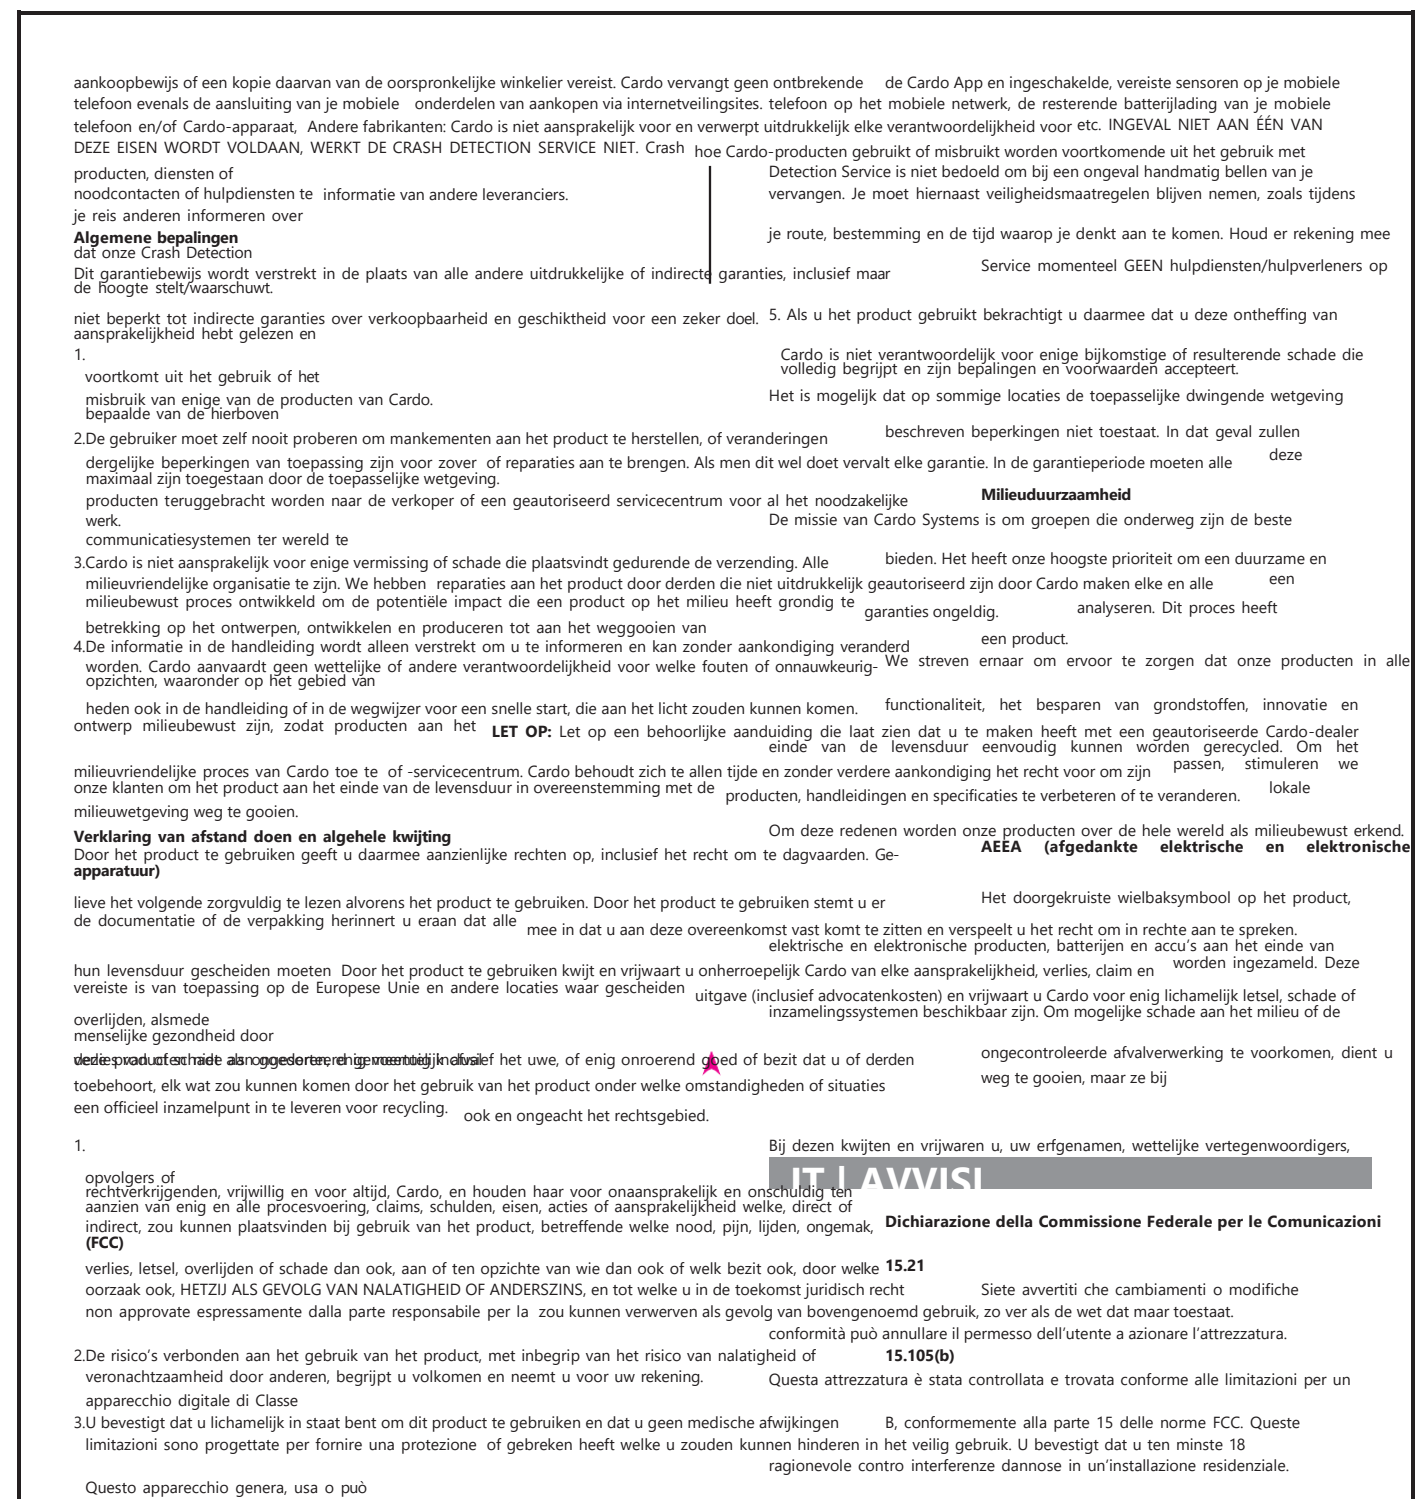 aankoopbewijs of een kopie daarvan van de oorspronkelijke winkelier vereist. Cardo vervangt geen ontbrekende de Cardo App en ingeschakelde, vereiste sensoren op je mobiele
telefoon evenals de aansluiting van je mobiele onderdelen van aankopen via internetveilingsites. telefoon op het mobiele netwerk, de resterende batterijlading van je mobiele
telefoon en/of Cardo-apparaat, Andere fabrikanten: Cardo is niet aansprakelijk voor en verwerpt uitdrukkelijk elke verantwoordelijkheid voor etc. INGEVAL NIET AAN ÉÉN VAN
DEZE EISEN WORDT VOLDAAN, WERKT DE CRASH DETECTION SERVICE NIET. Crash hoe Cardo-producten gebruikt of misbruikt worden voortkomende uit het gebruik met
producten, diensten of Detection Service is niet bedoeld om bij een ongeval handmatig bellen van je
noodcontacten of hulpdiensten te informatie van andere leveranciers. vervangen. Je moet hiernaast veiligheidsmaatregelen blijven nemen, zoals tijdens
je reis anderen informeren over
Algemene bepalingen je route, bestemming en de tijd waarop je denkt aan te komen. Houd er rekening mee
dat onze Crash Detection
Dit garantiebewijs wordt verstrekt in de plaats van alle andere uitdrukkelijke of indirecte garanties, inclusief maar Service momenteel GEEN hulpdiensten/hulpverleners op
de hoogte stelt/waarschuwt.
niet beperkt tot indirecte garanties over verkoopbaarheid en geschiktheid voor een zeker doel. 5. Als u het product gebruikt bekrachtigt u daarmee dat u deze ontheffing van
aansprakelijkheid hebt gelezen en
1. Cardo is niet verantwoordelijk voor enige bijkomstige of resulterende schade die
volledig begrijpt en zijn bepalingen en voorwaarden accepteert.
voortkomt uit het gebruik of het
misbruik van enige van de producten van Cardo. Het is mogelijk dat op sommige locaties de toepasselijke dwingende wetgeving
bepaalde van de hierboven
2.De gebruiker moet zelf nooit proberen om mankementen aan het product te herstellen, of veranderingen beschreven beperkingen niet toestaat. In dat geval zullen
dergelijke beperkingen van toepassing zijn voor zover of reparaties aan te brengen. Als men dit wel doet vervalt elke garantie. In de garantieperiode moeten alle deze
maximaal zijn toegestaan door de toepasselijke wetgeving.
producten teruggebracht worden naar de verkoper of een geautoriseerd servicecentrum voor al het noodzakelijke Milieuduurzaamheid
werk. De missie van Cardo Systems is om groepen die onderweg zijn de beste
communicatiesystemen ter wereld te
3.Cardo is niet aansprakelijk voor enige vermissing of schade die plaatsvindt gedurende de verzending. Alle bieden. Het heeft onze hoogste prioriteit om een duurzame en
milieuvriendelijke organisatie te zijn. We hebben reparaties aan het product door derden die niet uitdrukkelijk geautoriseerd zijn door Cardo maken elke en alle een
milieubewust proces ontwikkeld om de potentiële impact die een product op het milieu heeft grondig te garanties ongeldig. analyseren. Dit proces heeft
betrekking op het ontwerpen, ontwikkelen en produceren tot aan het weggooien van een product.
4.De informatie in de handleiding wordt alleen verstrekt om u te informeren en kan zonder aankondiging veranderd
worden. Cardo aanvaardt geen wettelijke of andere verantwoordelijkheid voor welke fouten of onnauwkeurig- We streven ernaar om ervoor te zorgen dat onze producten in alle
opzichten, waaronder op het gebied van
heden ook in de handleiding of in de wegwijzer voor een snelle start, die aan het licht zouden kunnen komen. functionaliteit, het besparen van grondstoffen, innovatie en
ontwerp milieubewust zijn, zodat producten aan het LET OP: Let op een behoorlijke aanduiding die laat zien dat u te maken heeft met een geautoriseerde Cardo-dealer
einde van de levensduur eenvoudig kunnen worden gerecycled. Om het
milieuvriendelijke proces van Cardo toe te of -servicecentrum. Cardo behoudt zich te allen tijde en zonder verdere aankondiging het recht voor om zijn passen, stimuleren we
onze klanten om het product aan het einde van de levensduur in overeenstemming met de producten, handleidingen en specificaties te verbeteren of te veranderen. lokale
milieuwetgeving weg te gooien.
Verklaring van afstand doen en algehele kwijting Om deze redenen worden onze producten over de hele wereld als milieubewust erkend.
Door het product te gebruiken geeft u daarmee aanzienlijke rechten op, inclusief het recht om te dagvaarden. Ge- AEEA (afgedankte elektrische en elektronische
apparatuur)
lieve het volgende zorgvuldig te lezen alvorens het product te gebruiken. Door het product te gebruiken stemt u er Het doorgekruiste wielbaksymbool op het product,
de documentatie of de verpakking herinnert u eraan dat alle mee in dat u aan deze overeenkomst vast komt te zitten en verspeelt u het recht om in rechte aan te spreken.
elektrische en elektronische producten, batterijen en accu's aan het einde van
hun levensduur gescheiden moeten Door het product te gebruiken kwijt en vrijwaart u onherroepelijk Cardo van elke aansprakelijkheid, verlies, claim en worden ingezameld. Deze
vereiste is van toepassing op de Europese Unie en andere locaties waar gescheiden uitgave (inclusief advocatenkosten) en vrijwaart u Cardo voor enig lichamelijk letsel, schade of
inzamelingssystemen beschikbaar zijn. Om mogelijke schade aan het milieu of de
overlijden, alsmede
menselijke gezondheid door
ef het uwe, of enig onroerend goed of bezit dat u of derden ongecontroleerde afvalverwerking te voorkomen, dient u
toebehoort, elk wat zou kunnen komen door het gebruik van het product onder welke omstandigheden of situaties weg te gooien, maar ze bij
een officieel inzamelpunt in te leveren voor recycling. ook en ongeacht het rechtsgebied.
1. Bij dezen kwijten en vrijwaren u, uw erfgenamen, wettelijke vertegenwoordigers,
IT | AVVISI
opvolgers of
rechtverkrijgenden, vrijwillig en voor altijd, Cardo, en houden haar voor onaansprakelijk en onschuldig ten
aanzien van enig en alle procesvoering, claims, schulden, eisen, acties of aansprakelijkheid welke, direct of
indirect, zou kunnen plaatsvinden bij gebruik van het product, betreffende welke nood, pijn, lijden, ongemak, Dichiarazione della Commissione Federale per le Comunicazioni
(FCC)
verlies, letsel, overlijden of schade dan ook, aan of ten opzichte van wie dan ook of welk bezit ook, door welke 15.21
oorzaak ook, HETZIJ ALS GEVOLG VAN NALATIGHEID OF ANDERSZINS, en tot welke u in de toekomst juridisch recht Siete avvertiti che cambiamenti o modifiche
non approvate espressamente dalla parte responsabile per la zou kunnen verwerven als gevolg van bovengenoemd gebruik, zo ver als de wet dat maar toestaat.
conformità può annullare il permesso dell'utente a azionare l'attrezzatura.
2.De risico's verbonden aan het gebruik van het product, met inbegrip van het risico van nalatigheid of 15.105(b)
veronachtzaamheid door anderen, begrijpt u volkomen en neemt u voor uw rekening. Questa attrezzatura è stata controllata e trovata conforme alle limitazioni per un
apparecchio digitale di Classe
3.U bevestigt dat u lichamelijk in staat bent om dit product te gebruiken en dat u geen medische afwijkingen B, conformemente alla parte 15 delle norme FCC. Queste
limitazioni sono progettate per fornire una protezione of gebreken heeft welke u zouden kunnen hinderen in het veilig gebruik. U bevestigt dat u ten minste 18
ragionevole contro interferenze dannose in un'installazione residenziale.
Questo apparecchio genera, usa o può